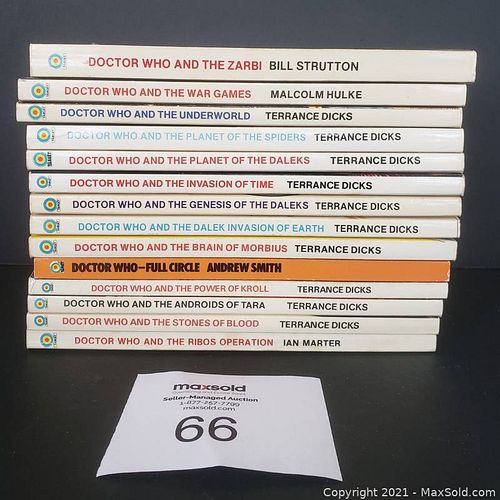 DOCTOR WHO AND THE ZARBI BILL STRUTTON
DOCTOR WHO AND THE WAR GAMES MALCOLM HULKE
DOCTOR WHO AND THE UNDERWORLD TERRANCE DICKS
DOCTOR WHO AND THE PLANET OF THE SPIDERS TERRANCE DICKS
DOCTOR WHO AND THE PLANET OF THE DALEKS TERRANCE DICKS
DOCTOR WHO AND THE INVASION OF TIME TERRANCE DICKS
DOCTOR WHO AND THE GENESIS OF THE DALEKS TERRANCE DICKS
DOCTOR WHO AND THE DALEK INVASION OF EARTH TERRANCE DICKS
DOCTOR WHO AND THE BRAIN OF MORBIUS TERRANCE DICKS
DOCTOR WHO—FULL CIRCLE ANDREW SMITH
DOCTOR WHO AND THE POWER OF KROLL TERRANCE DICKS
DOCTOR WHO AND THE ANDROIDS OF TARA TERRANCE DICKS
DOCTOR WHO AND THE STONES OF BLOOD TERRANCE DICKS
DOCTOR WHO AND THE RIBOS OPERATION IAN MARTER
maxsold
Seller-Managed Auction
1-877-257-7799
maxsold.com
66
Copyright 2021 - MaxSold.com